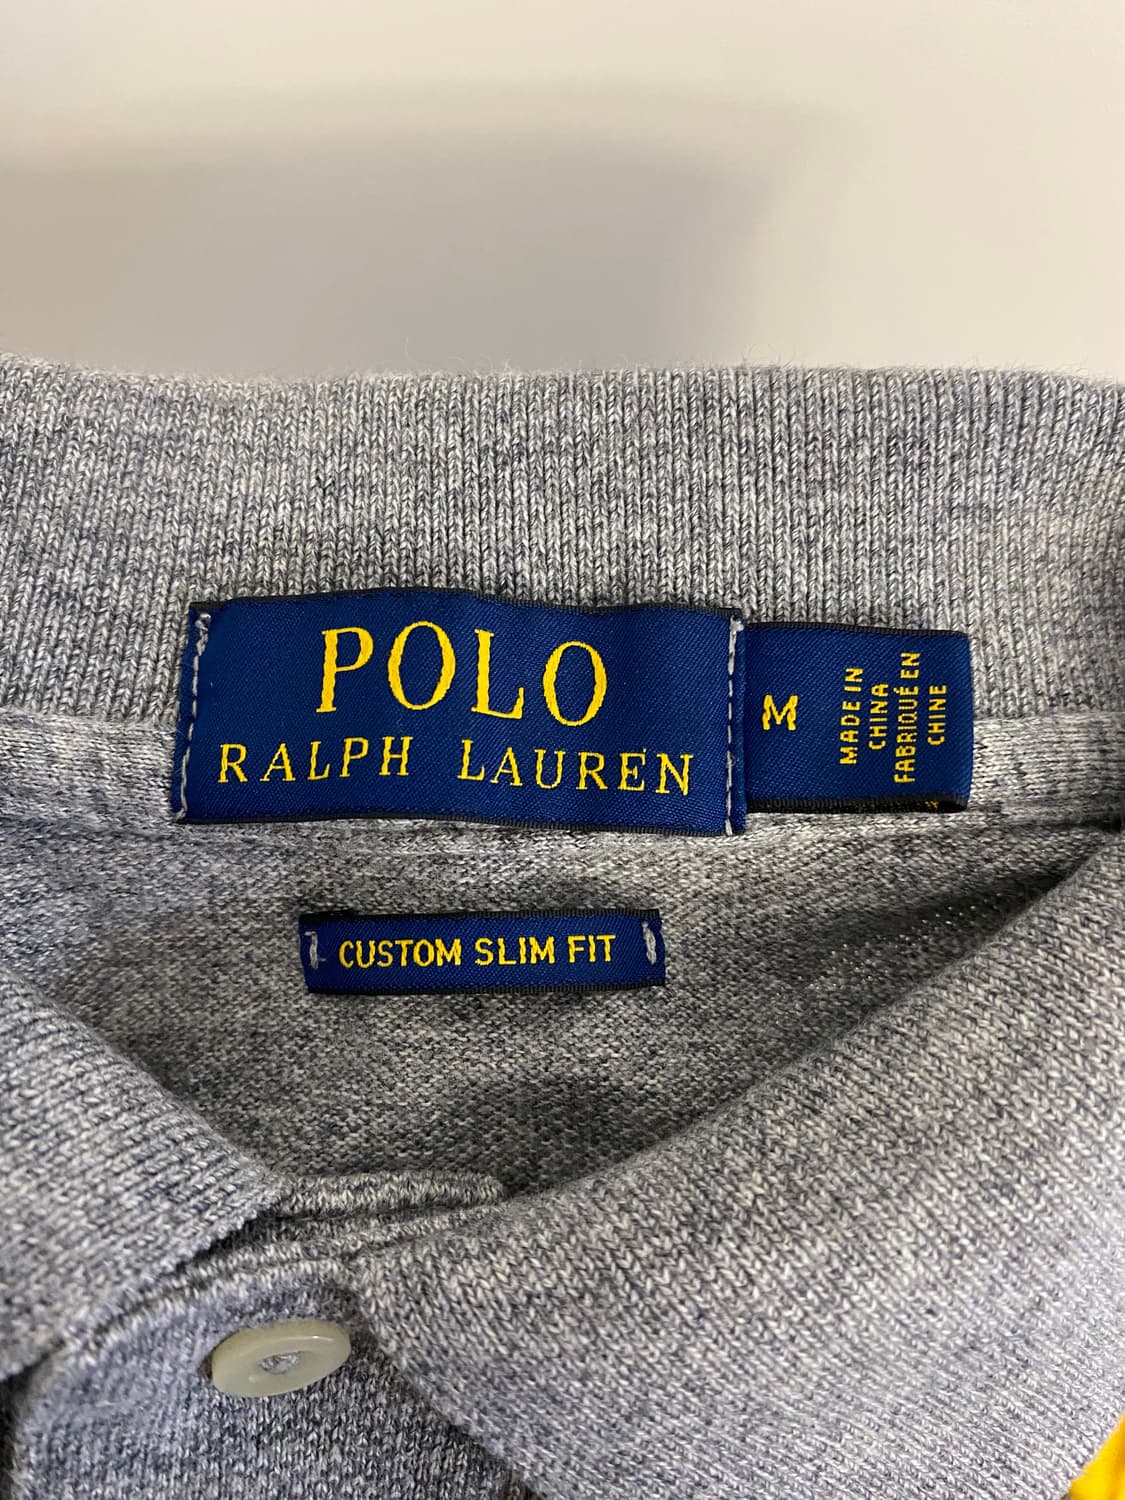 POLO
RALPH LAUREN
M
MADE IN
CHINA
FABRIQUÉ EN
CHINE
CUSTOM SLIM FIT